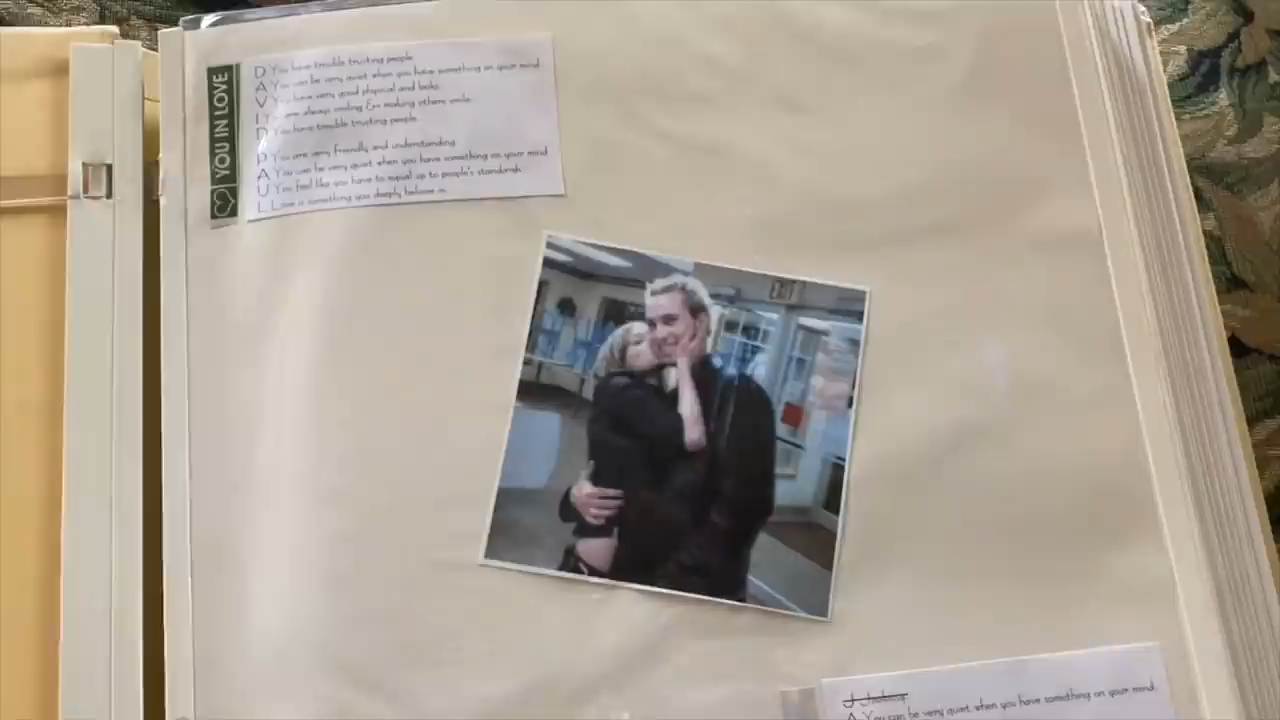 YOU IN LOVE
D You have trouble trusting people
A You can be very quiet when you have something on your mind
V You have very good physical and looks.
I You are always smiling & making others smile.
D You have trouble trusting people.
P You are very friendly and understanding
A You can be very quiet when you have something on your mind
U You feel like you have to equal up to people's standards
L Love is something you deeply believe in.
EXIT
J
A You can be very quiet when you have something on your mind